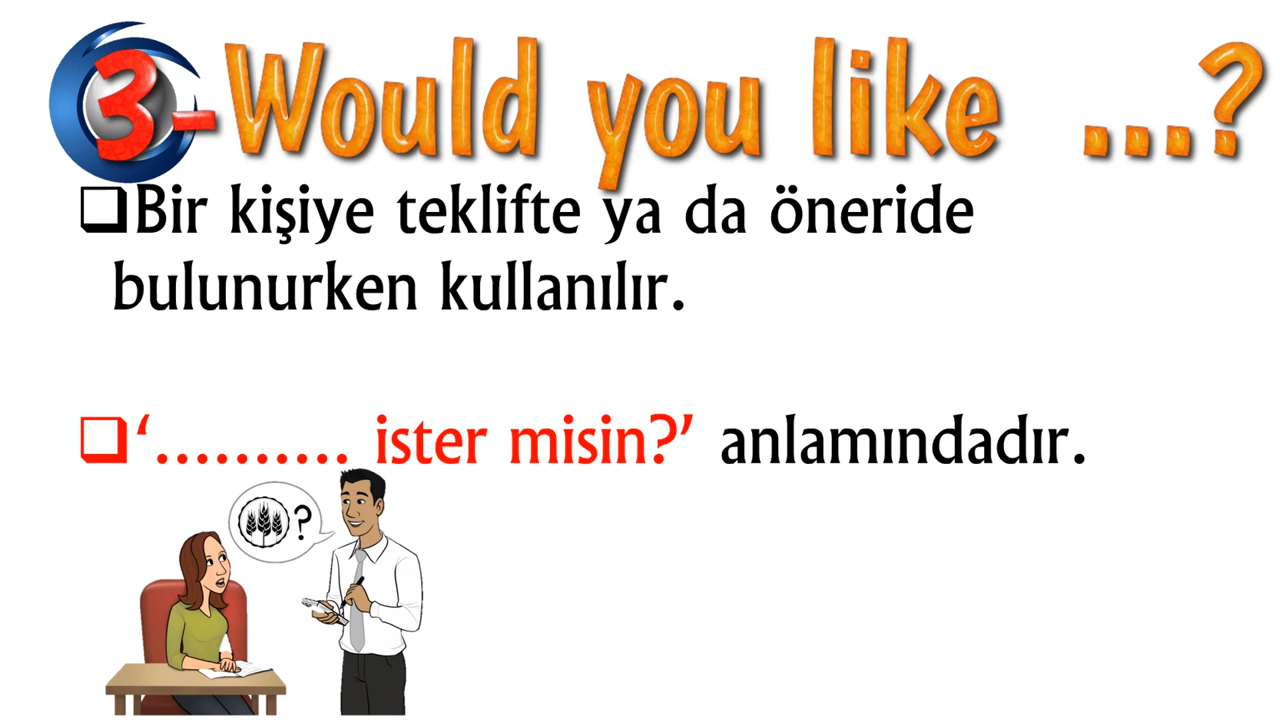 3-Would you like ...?
Bir kişiye teklifte ya da öneride
bulunurken kullanılır.
‘.......... ister misin?’ anlamındadır.
?